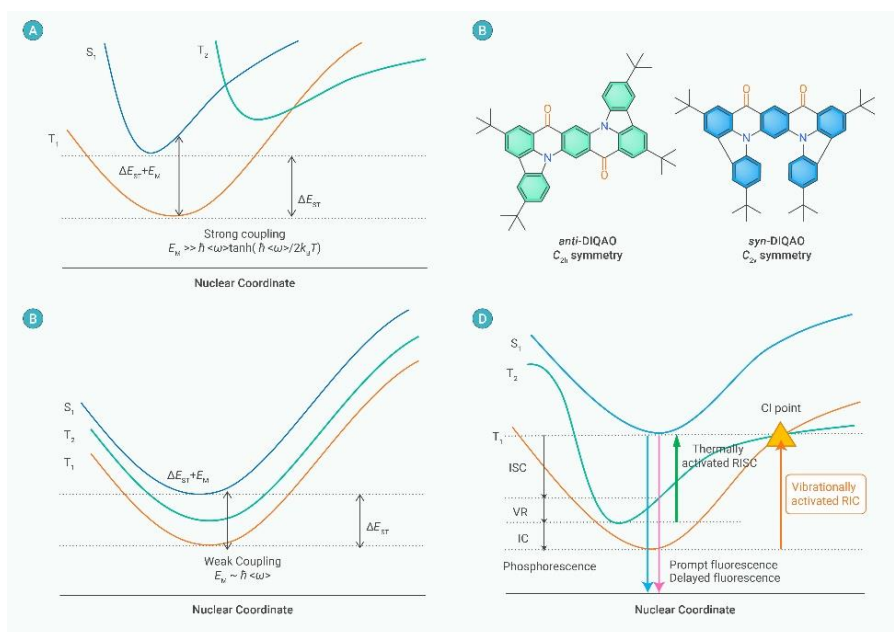 A
S1
T2
T1
ΔEST+EM
ΔEST
Strong coupling
EM >> ħ <ω>tanh( ħ <ω>/2kBT)
Nuclear Coordinate
B
O
N
N
O
anti-DIQAO
C2h symmetry
O
O
N
N
syn-DIQAO
C2v symmetry
B
S1
T2
T1
ΔEST+EM
ΔEST
Weak Coupling
EM ~ ħ <ω>
Nuclear Coordinate
D
S1
T2
T1
CI point
ISC
Thermally
activated RISC
VR
Vibrationally
activated RIC
IC
Phosphorescence
Prompt fluorescence
Delayed fluorescence
Nuclear Coordinate